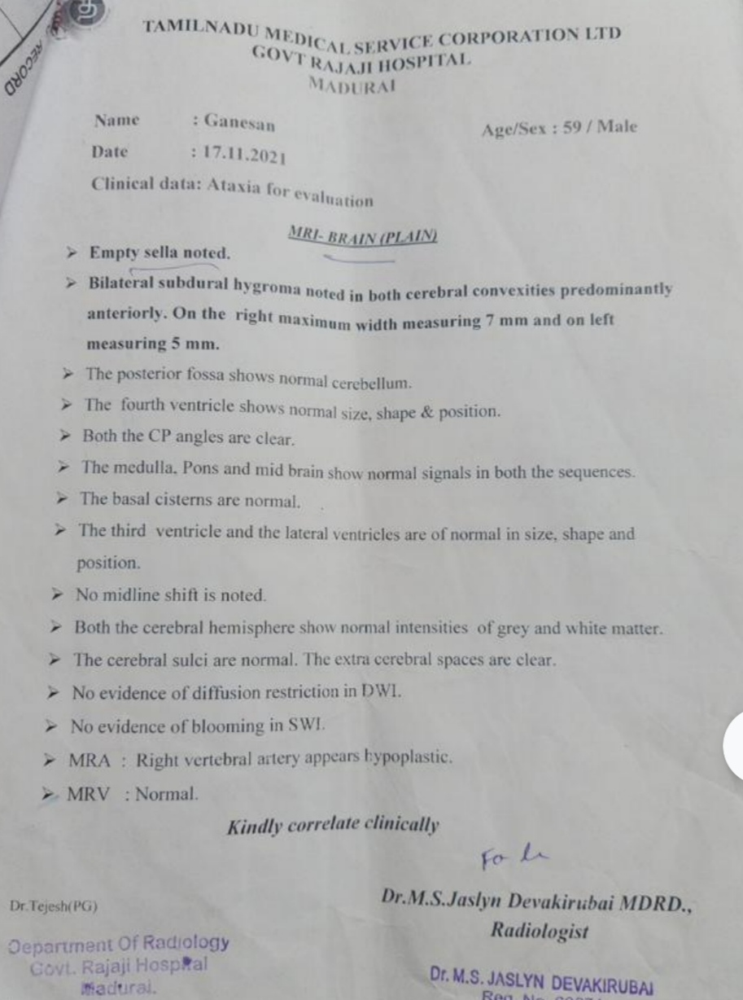 RECORD
TAMILNADU MEDICAL SERVICE CORPORATION LTD
GOVT RAJAJI HOSPITAL
MADURAI
Name : Ganesan Age/Sex : 59 / Male
Date : 17.11.2021
Clinical data: Ataxia for evaluation
MRI- BRAIN (PLAIN)
➢ Empty sella noted.
➢ Bilateral subdural hygroma noted in both cerebral convexities predominantly
anteriorly. On the right maximum width measuring 7 mm and on left
measuring 5 mm.
➢ The posterior fossa shows normal cerebellum.
➢ The fourth ventricle shows normal size, shape & position.
➢ Both the CP angles are clear.
➢ The medulla, Pons and mid brain show normal signals in both the sequences.
➢ The basal cisterns are normal.
➢ The third ventricle and the lateral ventricles are of normal in size, shape and
position.
➢ No midline shift is noted.
➢ Both the cerebral hemisphere show normal intensities of grey and white matter.
➢ The cerebral sulci are normal. The extra cerebral spaces are clear.
➢ No evidence of diffusion restriction in DWI.
➢ No evidence of blooming in SWI.
➢ MRA : Right vertebral artery appears hypoplastic.
➢ MRV : Normal.
Kindly correlate clinically
Dr.Tejesh(PG)
Dr.M.S.Jaslyn Devakirubai MDRD.,
Radiologist
Department Of Radiology
Govt. Rajaji Hospital
Madurai.
Dr. M.S. JASLYN DEVAKIRUBAI
Reg. No.